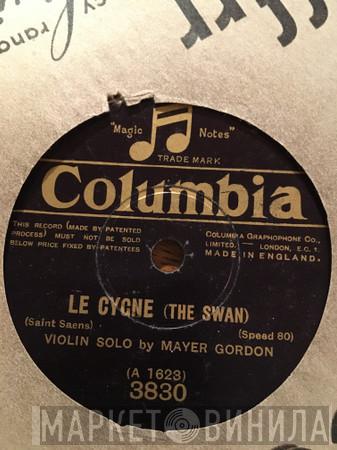 "Magic Notes"
TRADE MARK
Columbia
THIS RECORD (MADE BY PATENTED
PROCESS) MUST NOT BE SOLD
BELOW PRICE FIXED BY PATENTEES
COLUMBIA GRAPHOPHONE CO.,
LIMITED. — LONDON, E.C. 1.
MADE IN ENGLAND.
LE CYGNE (THE SWAN)
(Saint Saens)
(Speed 80)
VIOLIN SOLO by MAYER GORDON
(A 1623)
3830
МАРКЕТ ВИНИЛА